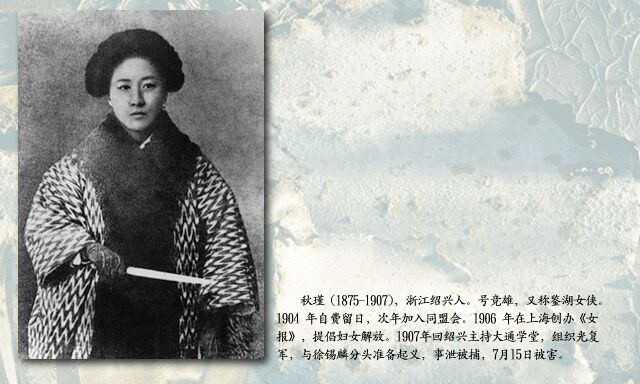 秋瑾（1875-1907），浙江绍兴人。号竞雄，又称鉴湖女侠。
1904 年自费留日，次年加入同盟会。1906 年在上海创办《女
报》，提倡妇女解放。1907年回绍兴主持大通学堂，组织光复
军，与徐锡麟分头准备起义，事泄被捕，7月15日被害。